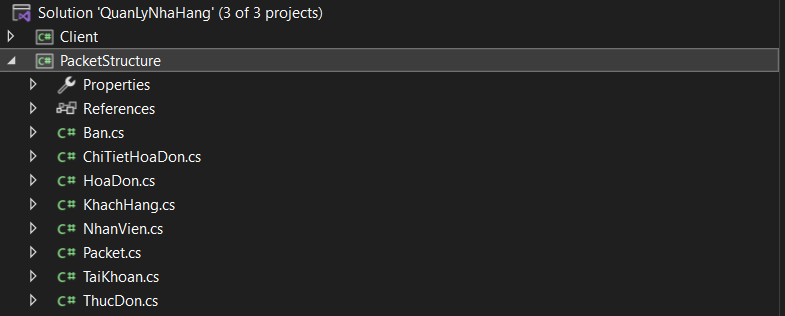 Solution 'QuanLyNhaHang' (3 of 3 projects)
C# Client
C# PacketStructure
Properties
References
C# Ban.cs
C# ChiTietHoaDon.cs
C# HoaDon.cs
C# KhachHang.cs
C# NhanVien.cs
C# Packet.cs
C# TaiKhoan.cs
C# ThucDon.cs